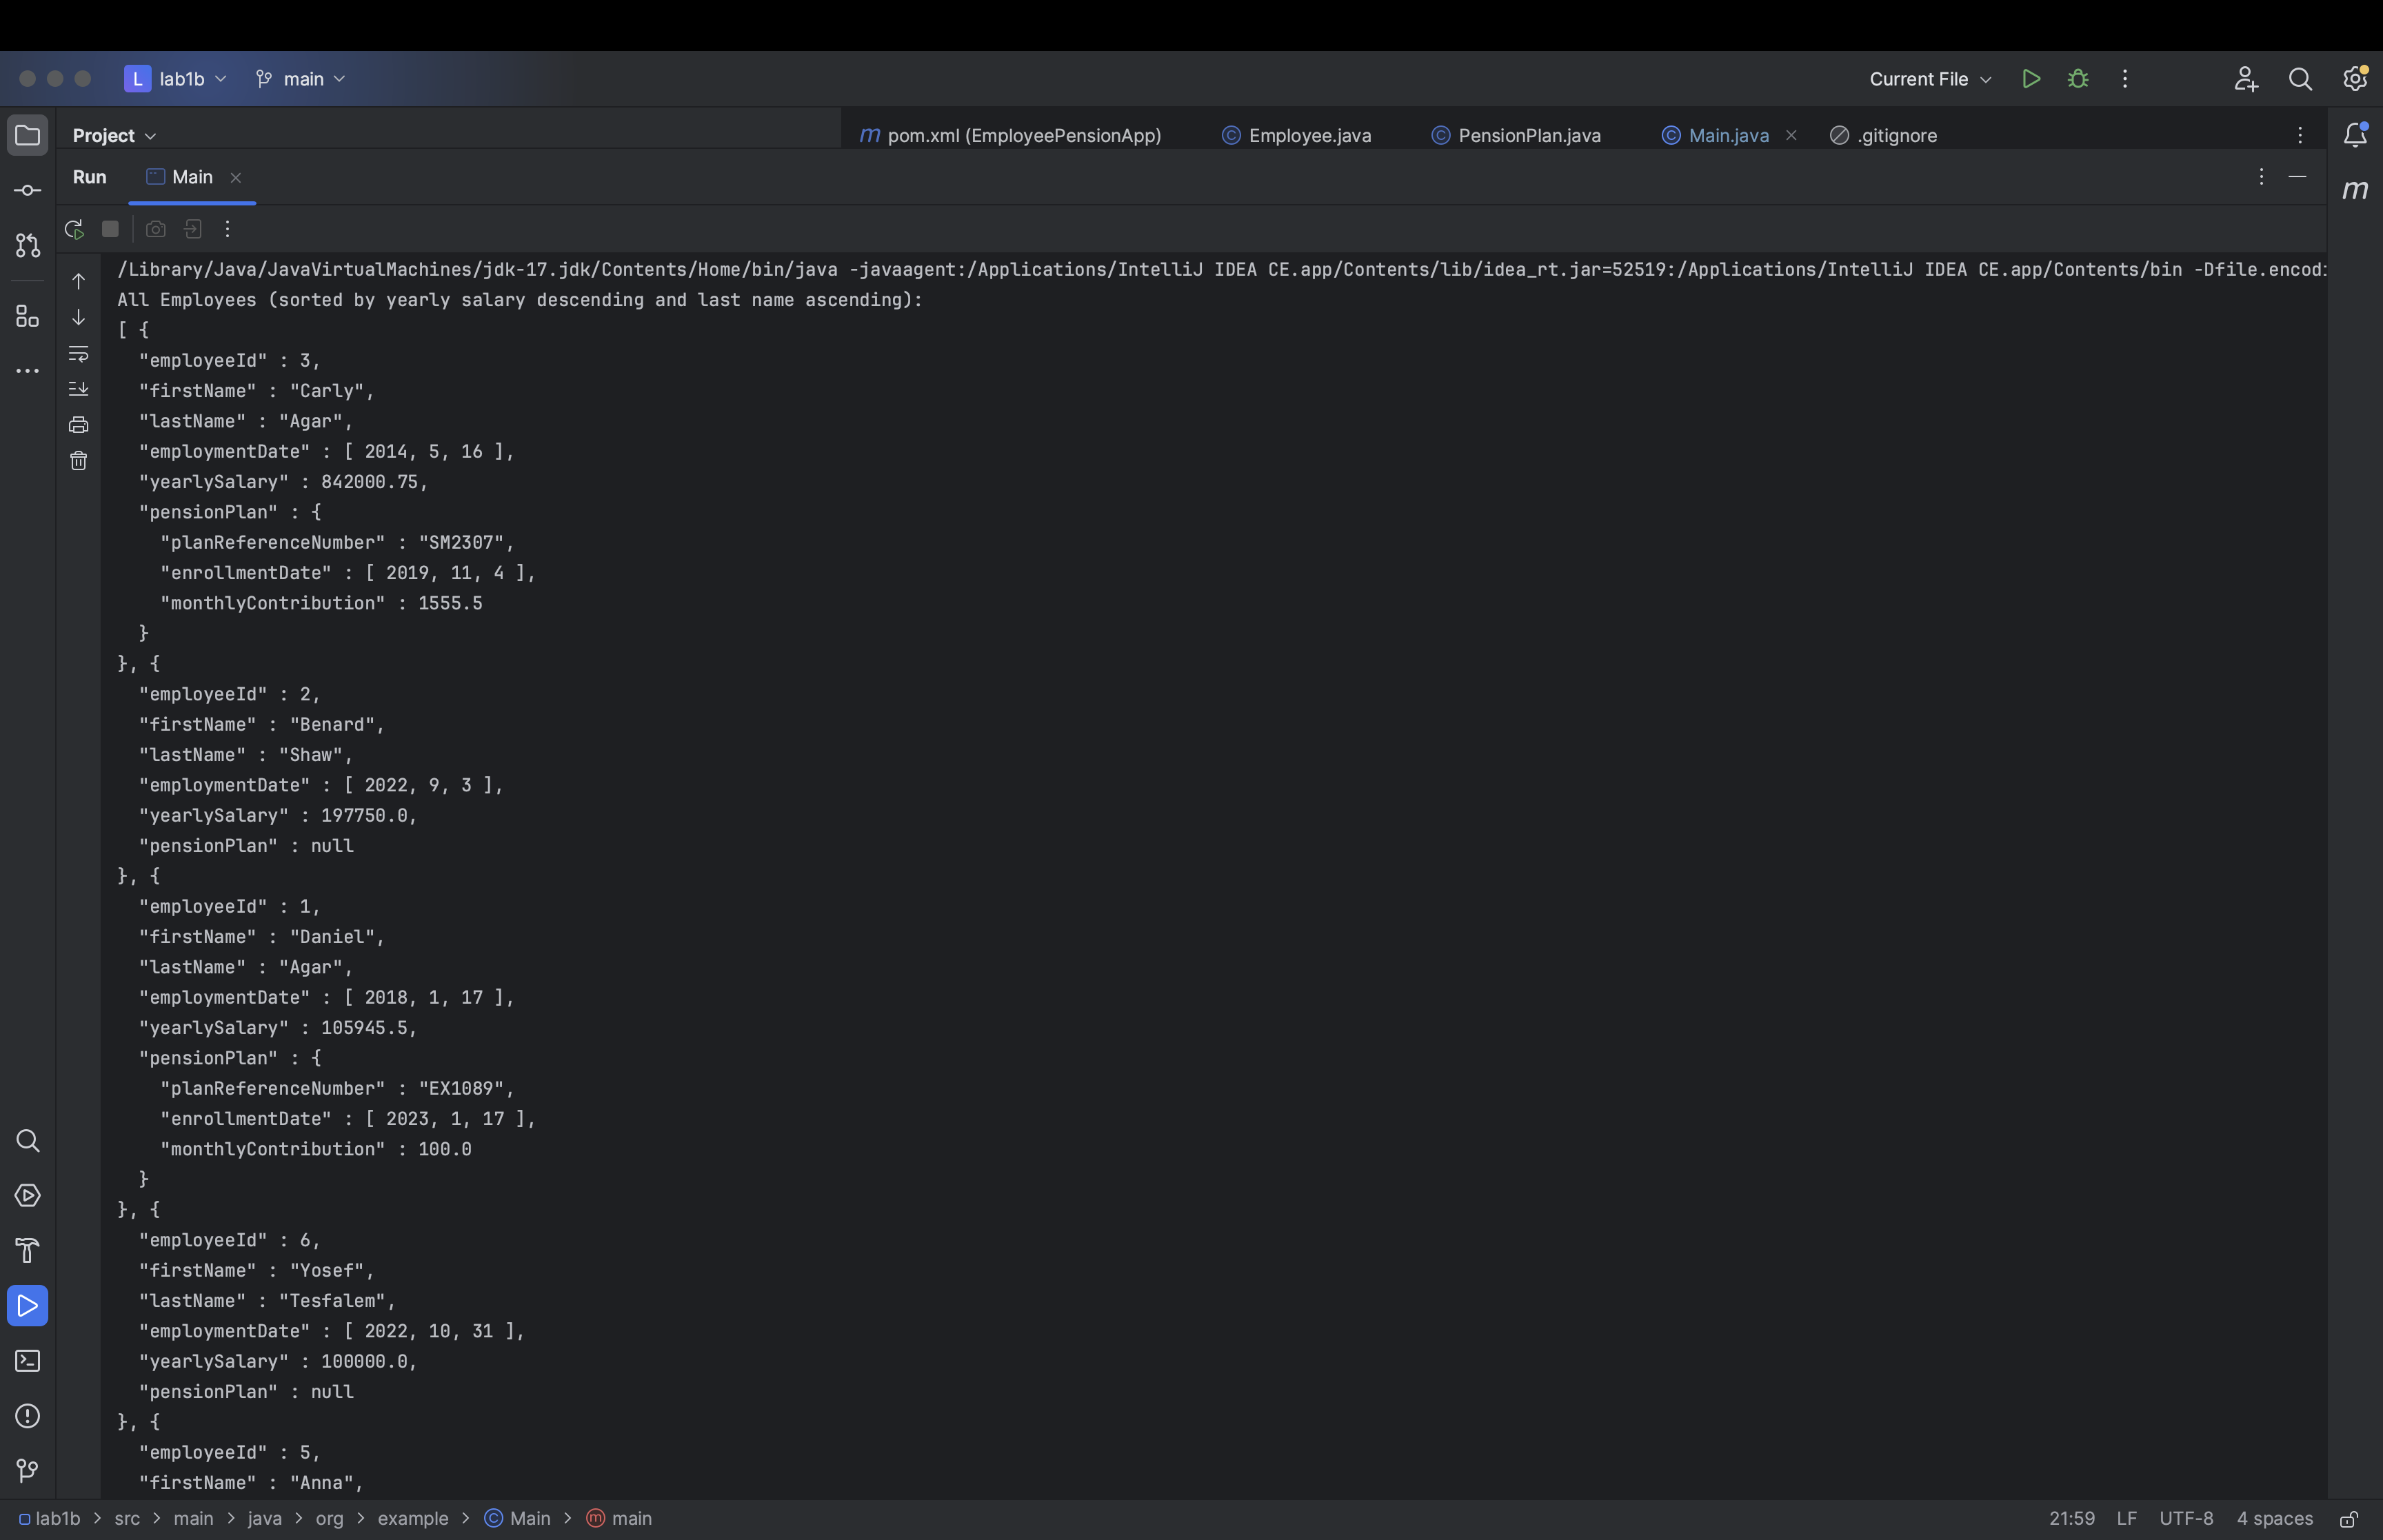 L lab1b main Current File
Project m pom.xml (EmployeePensionApp) Employee.java PensionPlan.java Main.java .gitignore
Run Main
m
/Library/Java/JavaVirtualMachines/jdk-17.jdk/Contents/Home/bin/java -javaagent:/Applications/IntelliJ IDEA CE.app/Contents/lib/idea_rt.jar=52519:/Applications/IntelliJ IDEA CE.app/Contents/bin -Dfile.encodi
All Employees (sorted by yearly salary descending and last name ascending):
[ {
"employeeId" : 3,
"firstName" : "Carly",
"lastName" : "Agar",
"employmentDate" : [ 2014, 5, 16 ],
"yearlySalary" : 842000.75,
"pensionPlan" : {
"planReferenceNumber" : "SM2307",
"enrollmentDate" : [ 2019, 11, 4 ],
"monthlyContribution" : 1555.5
}
}, {
"employeeId" : 2,
"firstName" : "Benard",
"lastName" : "Shaw",
"employmentDate" : [ 2022, 9, 3 ],
"yearlySalary" : 197750.0,
"pensionPlan" : null
}, {
"employeeId" : 1,
"firstName" : "Daniel",
"lastName" : "Agar",
"employmentDate" : [ 2018, 1, 17 ],
"yearlySalary" : 105945.5,
"pensionPlan" : {
"planReferenceNumber" : "EX1089",
"enrollmentDate" : [ 2023, 1, 17 ],
"monthlyContribution" : 100.0
}
}, {
"employeeId" : 6,
"firstName" : "Yosef",
"lastName" : "Tesfalem",
"employmentDate" : [ 2022, 10, 31 ],
"yearlySalary" : 100000.0,
"pensionPlan" : null
}, {
"employeeId" : 5,
"firstName" : "Anna",
lab1b > src > main > java > org > example > Main > main 21:59 LF UTF-8 4 spaces